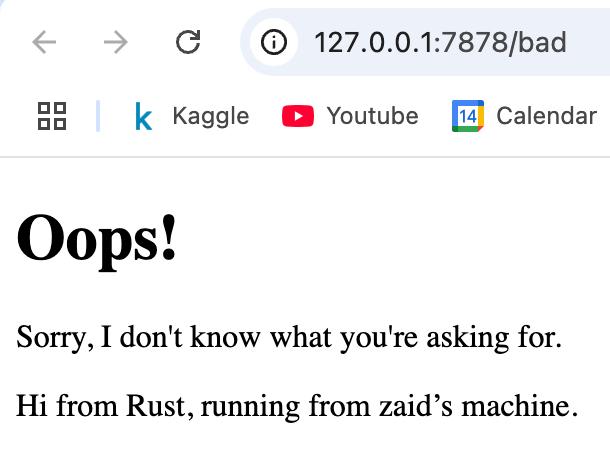 127.0.0.1:7878/bad
k Kaggle Youtube 14 Calendar
Oops!
Sorry, I don't know what you're asking for.
Hi from Rust, running from zaid’s machine.